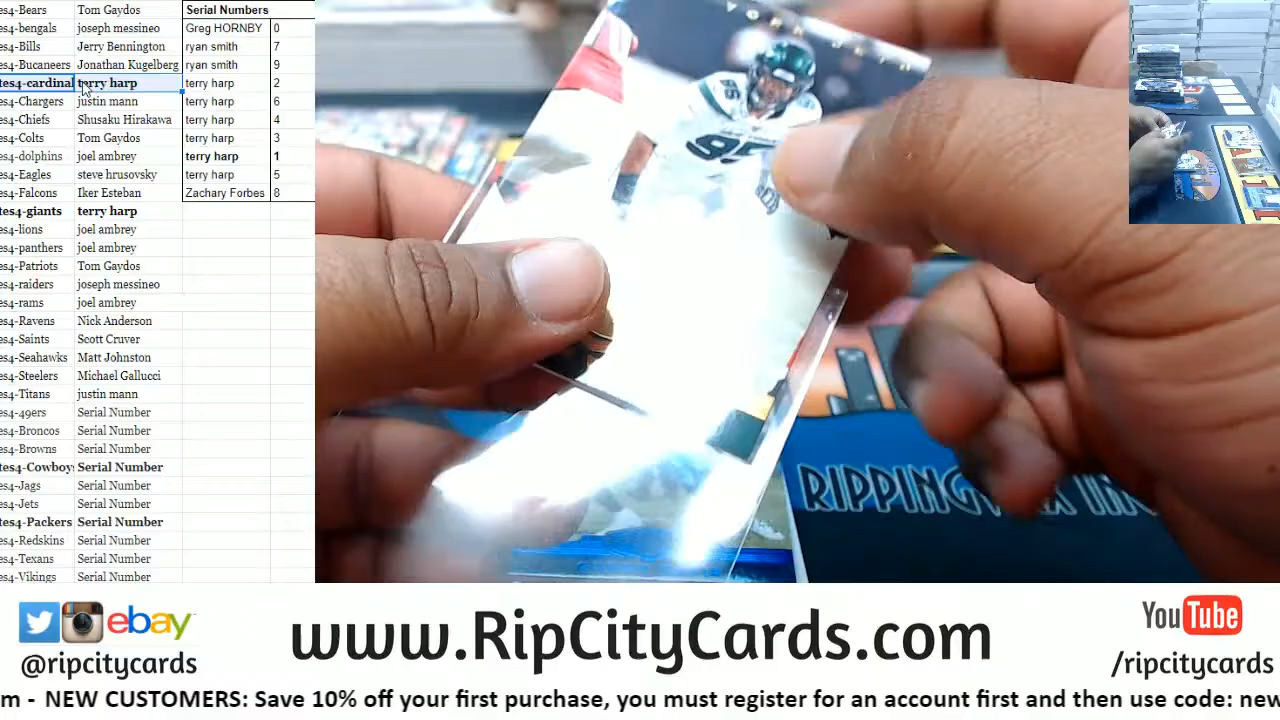 es4-Bears Tom Gaydos Serial Numbers
es4-bengals joseph messineo Greg HORNBY 0
es4-Bills Jerry Bennington ryan smith 7
es4-Bucaneers Jonathan Kugelberg ryan smith 9
tes4-cardinal terry harp terry harp 2
es4-Chargers justin mann terry harp 6
es4-Chiefs Shusaku Hirakawa terry harp 4
es4-Colts Tom Gaydos terry harp 3
es4-dolphins joel ambrey terry harp 1
es4-Eagles steve hrusovsky terry harp 5
es4-Falcons Iker Esteban Zachary Forbes 8
tes4-giants terry harp
es4-lions joel ambrey
es4-panthers joel ambrey
es4-Patriots Tom Gaydos
es4-raiders joseph messineo
es4-rams joel ambrey
es4-Ravens Nick Anderson
es4-Saints Scott Cruver
es4-Seahawks Matt Johnston
es4-Steelers Michael Gallucci
es4-Titans justin mann
es4-49ers Serial Number
es4-Broncos Serial Number
es4-Browns Serial Number
tes4-Cowboy Serial Number
es4-Jags Serial Number
es4-Jets Serial Number
tes4-Packers Serial Number
es4-Redskins Serial Number
es4-Texans Serial Number
es4-Vikings Serial Number
95
RIPPING
ebay
@ripcitycards
www.RipCityCards.com
YouTube
/ripcitycards
m - NEW CUSTOMERS: Save 10% off your first purchase, you must register for an account first and then use code: new